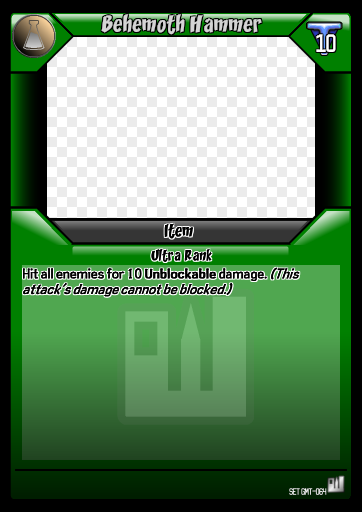 Behemoth Hammer
10
Item
Ultra Rank
Hit all enemies for 10 Unblockable damage. (This
attack's damage cannot be blocked.)
SET GMT-064